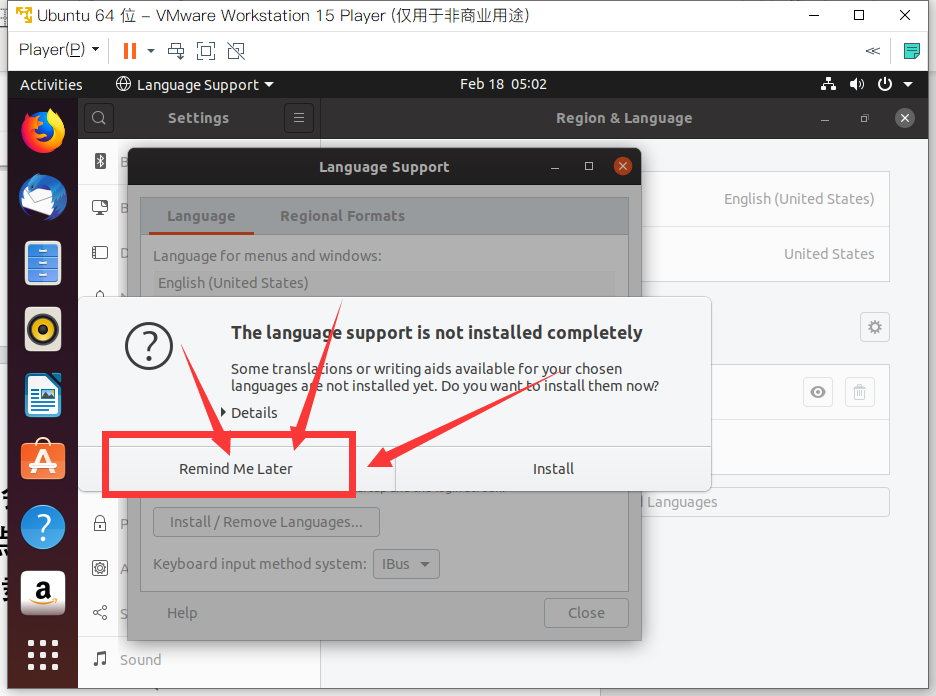 Ubuntu 64 位 – VMware Workstation 15 Player (仅用于非商业用途)
Player(P)
Activities
Language Support
Feb 18 05:02
Settings
Region & Language
Language Support
Language
Regional Formats
English (United States)
Language for menus and windows:
United States
English (United States)
The language support is not installed completely
Some translations or writing aids available for your chosen
languages are not installed yet. Do you want to install them now?
Details
Remind Me Later
Install
Languages
Install / Remove Languages...
Keyboard input method system:
IBus
Help
Close
Sound